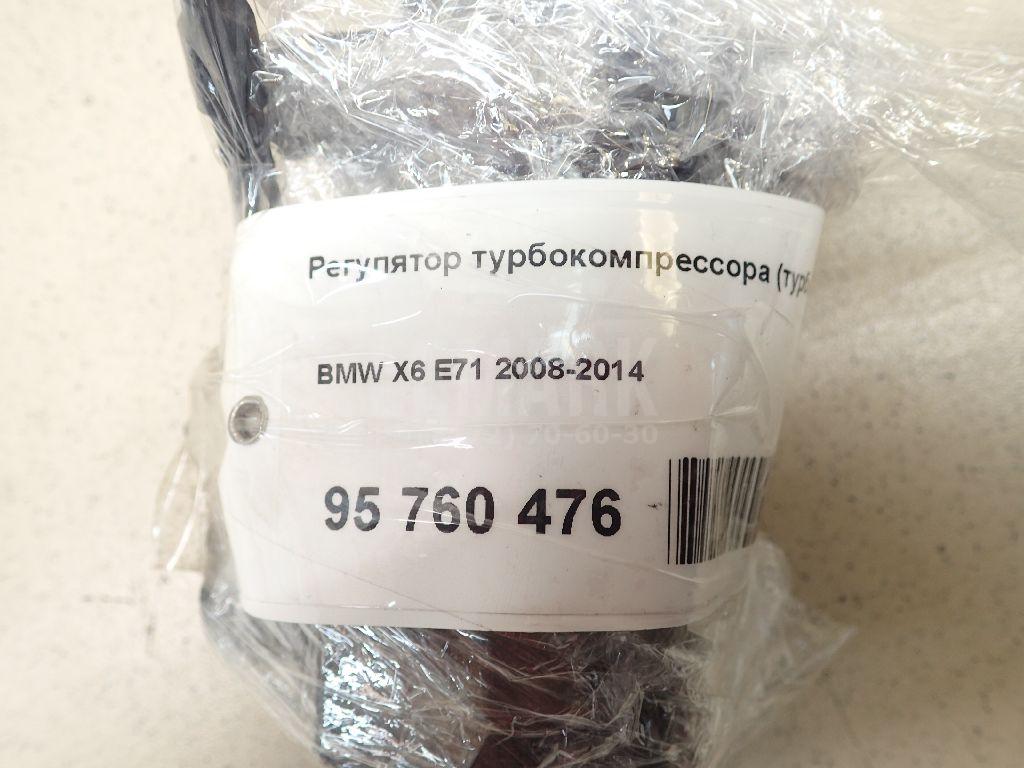 Регулятор турбокомпрессора (турб
BMW X6 E71 2008-2014
95 760 476